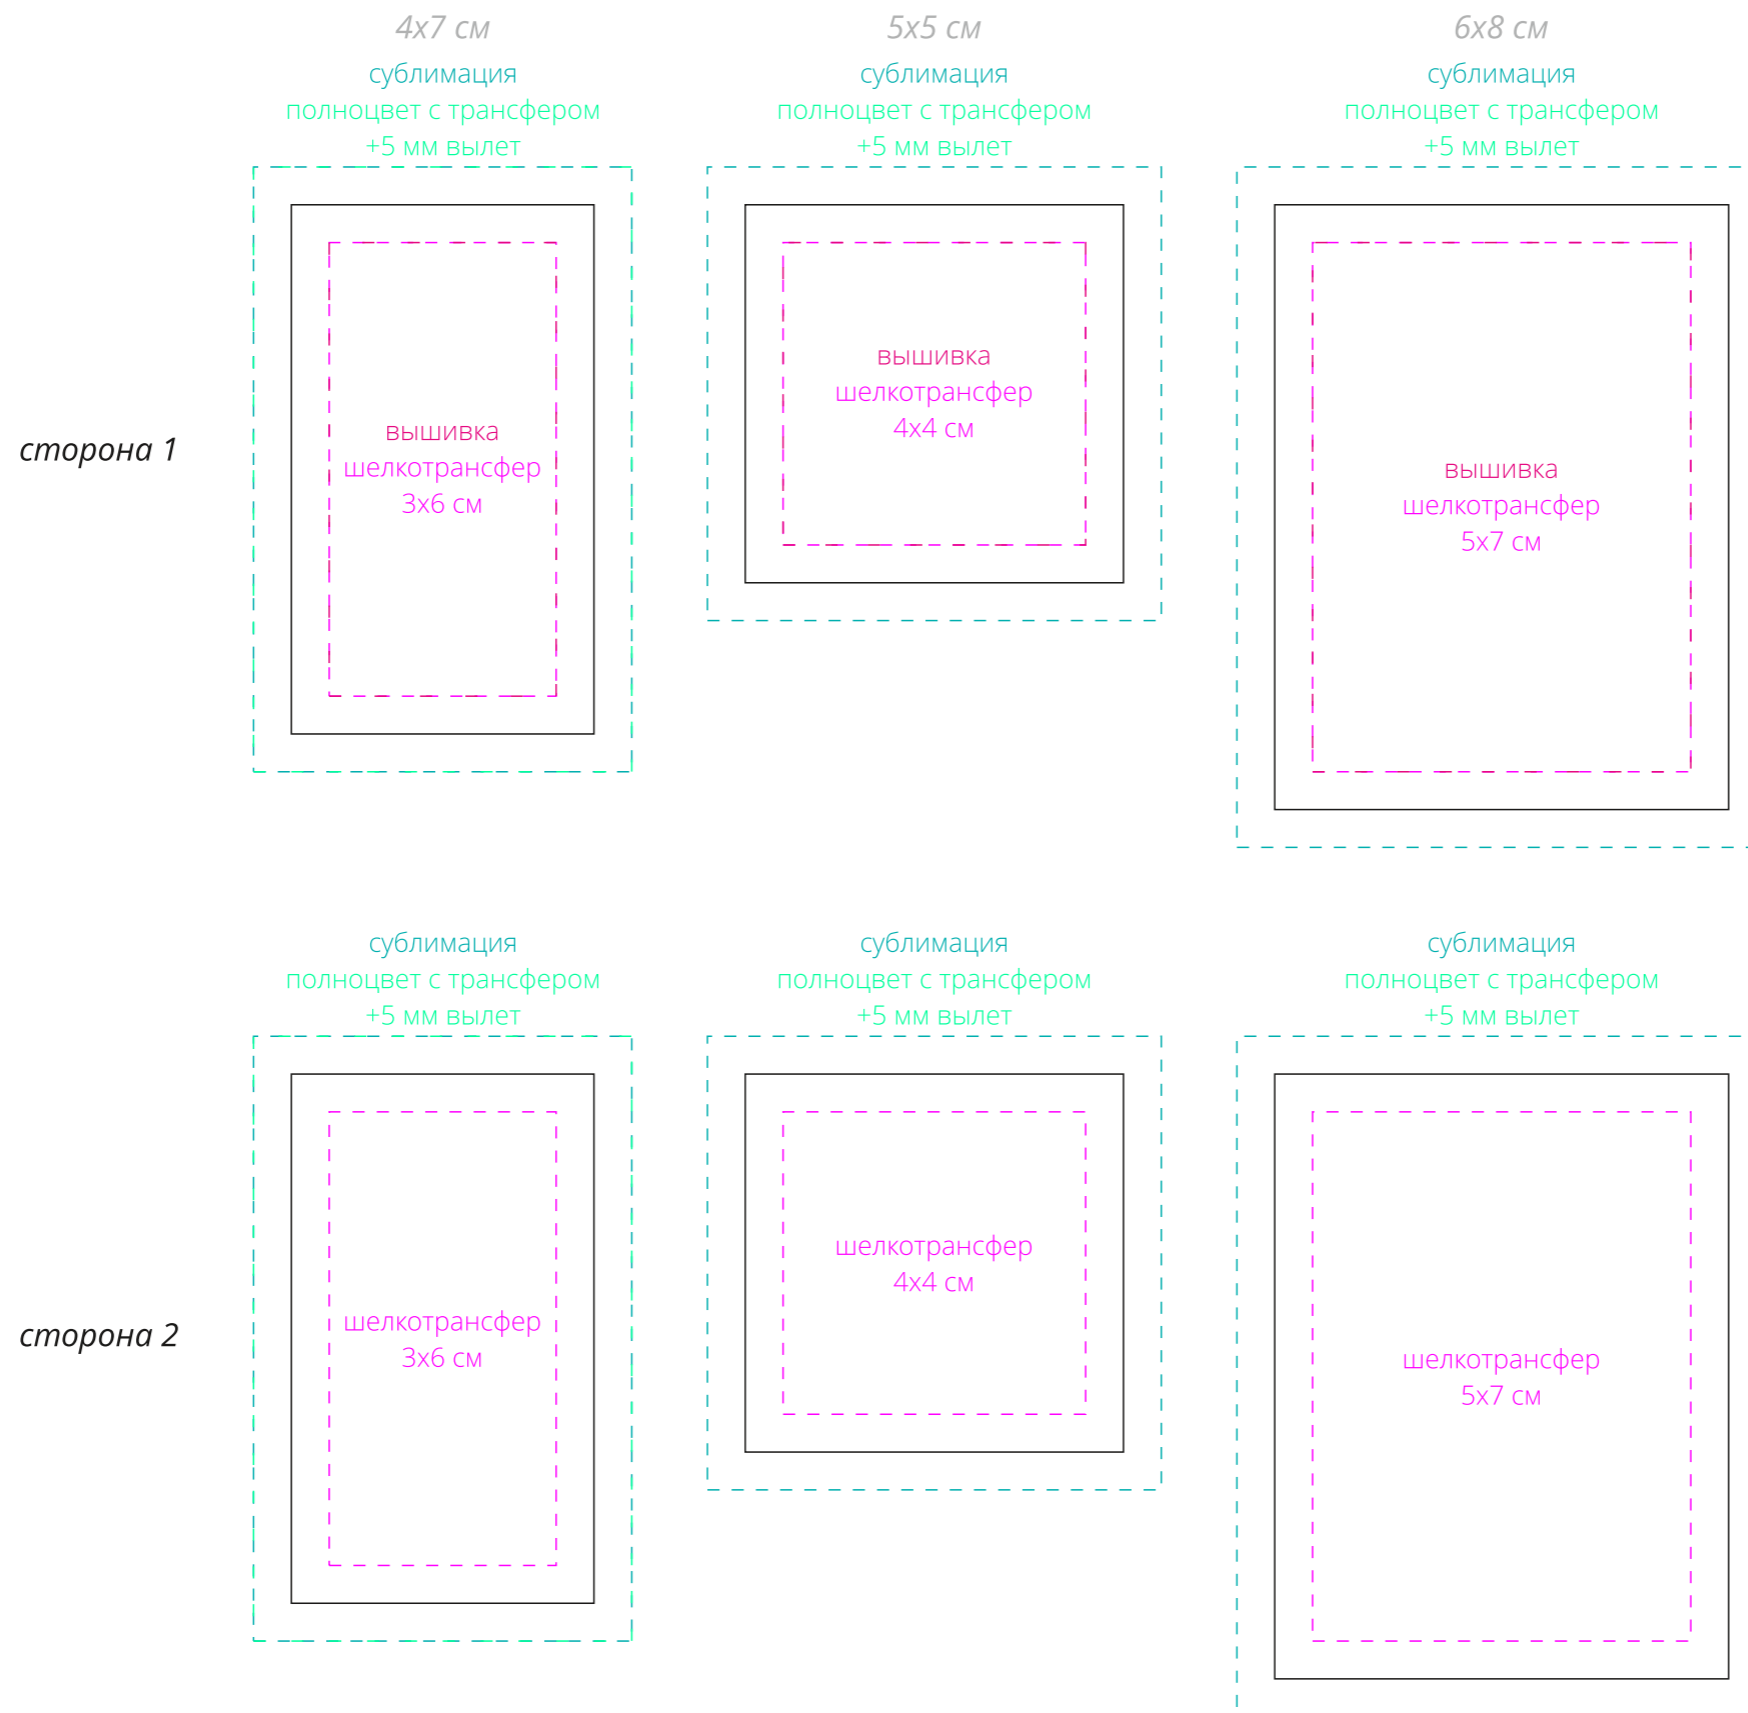 4х7 см
5х5 см
6х8 см
сублимация
полноцвет с трансфером
+5 мм вылет
сублимация
полноцвет с трансфером
+5 мм вылет
сублимация
полноцвет с трансфером
+5 мм вылет
сторона 1
вышивка
шелкотрансфер
3х6 см
вышивка
шелкотрансфер
4х4 см
вышивка
шелкотрансфер
5х7 см
сублимация
полноцвет с трансфером
+5 мм вылет
сублимация
полноцвет с трансфером
+5 мм вылет
сублимация
полноцвет с трансфером
+5 мм вылет
сторона 2
шелкотрансфер
3х6 см
шелкотрансфер
4х4 см
шелкотрансфер
5х7 см